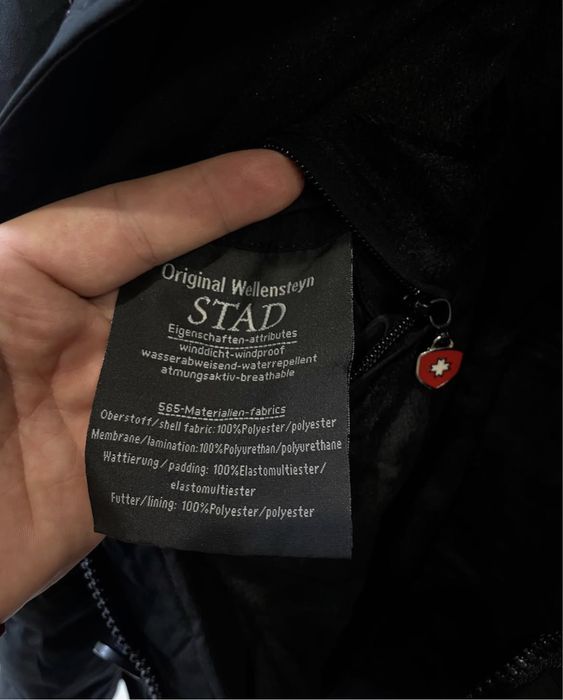 Original Wellensteyn
STAD
Eigenschaften-attributes
winddicht-windproof
wasserabweisend-waterrepellent
atmungsaktiv-breathable
565-Materialien-fabrics
Oberstoff/shell fabric:100%Polyester/polyester
Membrane/lamination:100%Polyurethan/polyurethane
Wattierung/padding: 100%Elastomultiester/
elastomultiester
Futter/lining: 100%Polyester/polyester